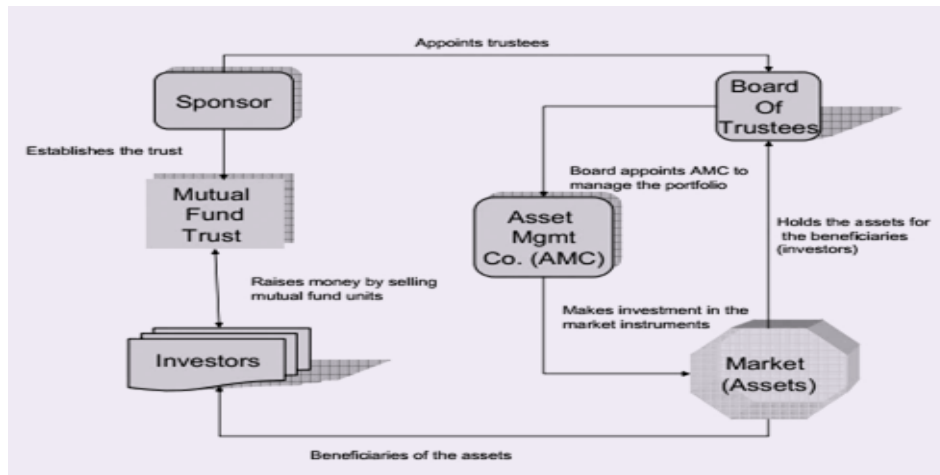 Appoints trustees
Sponsor
Board
Of
Trustees
Establishes the trust
Board appoints AMC to
manage the portfolio
Mutual
Fund
Trust
Asset
Mgmt
Co. (AMC)
Holds the assets for
the beneficiaries
(investors)
Raises money by selling
mutual fund units
Makes investment in the
market instruments
Investors
Market
(Assets)
Beneficiaries of the assets